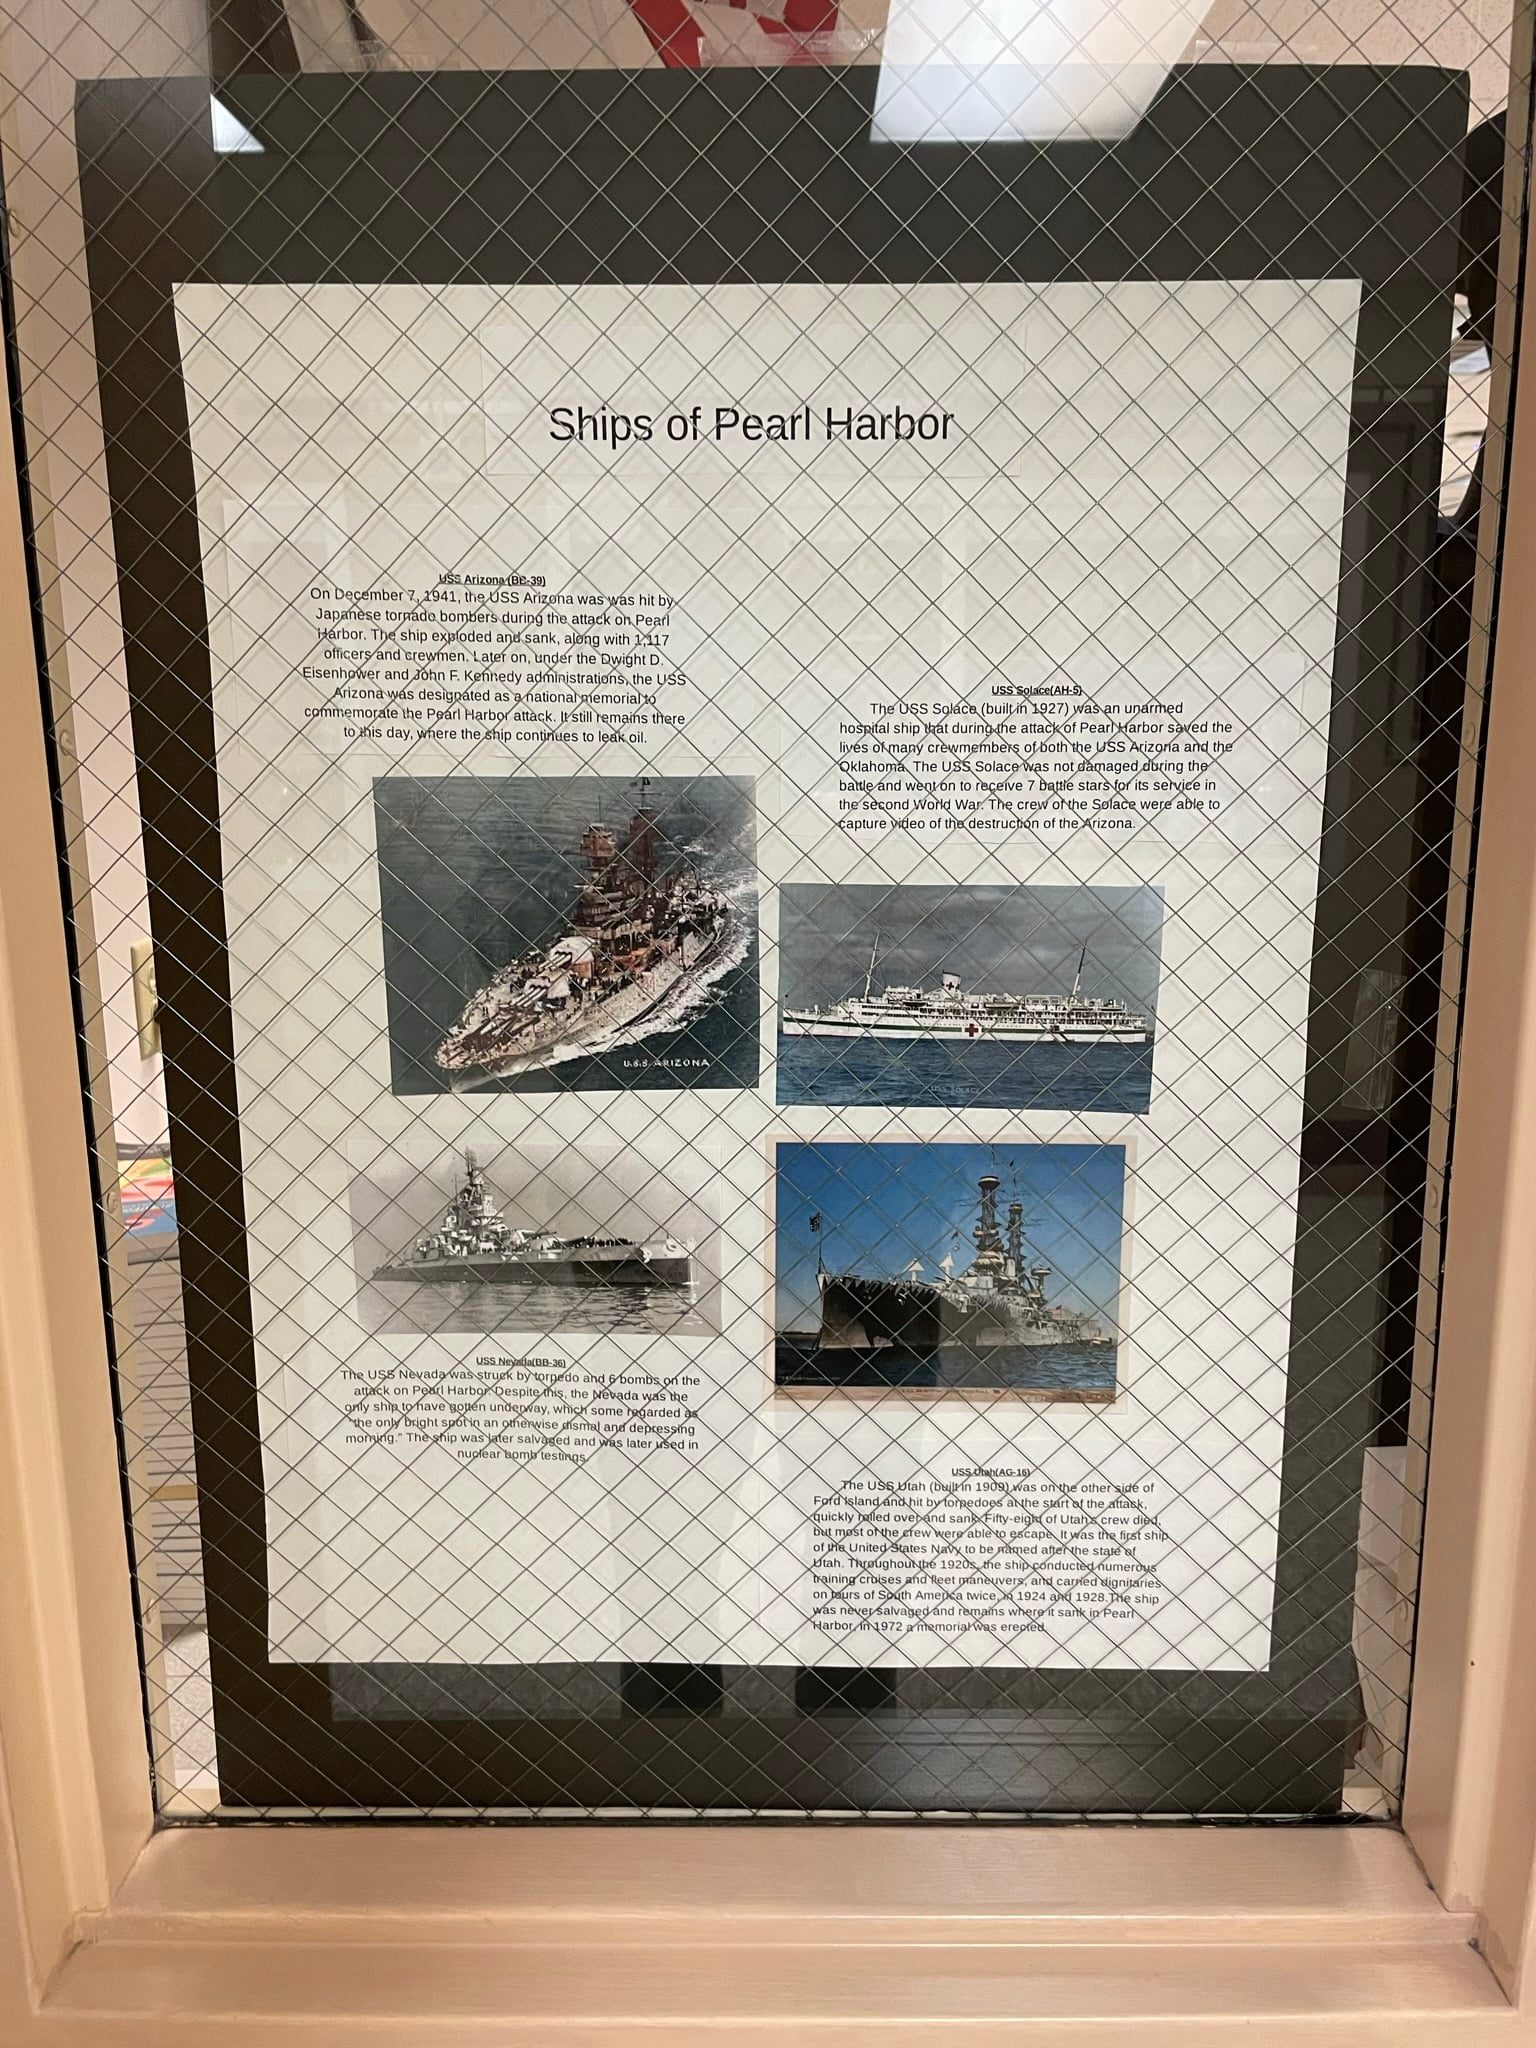 Ships of Pearl Harbor
USS Arizona (BB-39)
On December 7, 1941, the USS Arizona was was hit by
Japanese tornado bombers during the attack on Pearl
Harbor. The ship exploded and sank, along with 1,117
officers and crewmen. Later on, under the Dwight D.
Eisenhower and John F. Kennedy administrations, the USS
Arizona was designated as a national memorial to
commemorate the Pearl Harbor attack. It still remains there
to this day, where the ship continues to leak oil.
U.S.S. ARIZONA
USS Solace(AH-5)
The USS Solace (built in 1927) was an unarmed
hospital ship that during the attack of Pearl Harbor saved the
lives of many crewmembers of both the USS Arizona and the
Oklahoma. The USS Solace was not damaged during the
battle and went on to receive 7 battle stars for its service in
the second World War. The crew of the Solace were able to
capture video of the destruction of the Arizona.
USS SOLACE
USS Nevada(BB-36)
The USS Nevada was struck by torpedo and 6 bombs on the
attack on Pearl Harbor. Despite this, the Nevada was the
only ship to have gotten underway, which some regarded as
"the only bright spot in an otherwise dismal and depressing
morning." The ship was later salvaged and was later used in
nuclear bomb testings.
USS Utah(AG-16)
The USS Utah (built in 1909) was on the other side of
Ford Island and hit by torpedoes at the start of the attack,
quickly rolled over and sank. Fifty-eight of Utah's crew died,
but most of the crew were able to escape. It was the first ship
of the United States Navy to be named after the state of
Utah. Throughout the 1920s, the ship conducted numerous
training cruises and fleet maneuvers, and carried dignitaries
on tours of South America twice, in 1924 and 1928.The ship
was never salvaged and remains where it sank in Pearl
Harbor. In 1972 a memorial was erected.